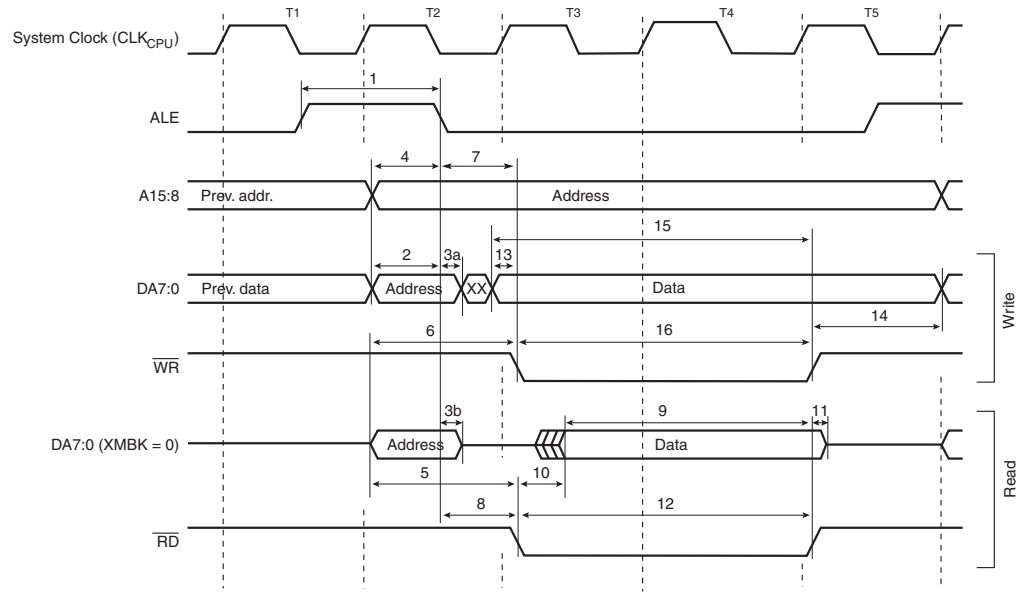 T1 T2 T3 T4 T5
System Clock (CLKCPU)
1
ALE
4 7
A15:8 Prev. addr. Address
15
2 3a 13
DA7:0 Prev. data Address XX Data
14
6 16
WR
Write
3b 9 11
DA7:0 (XMBK = 0) Address Data
5 10
8 12
RD
Read